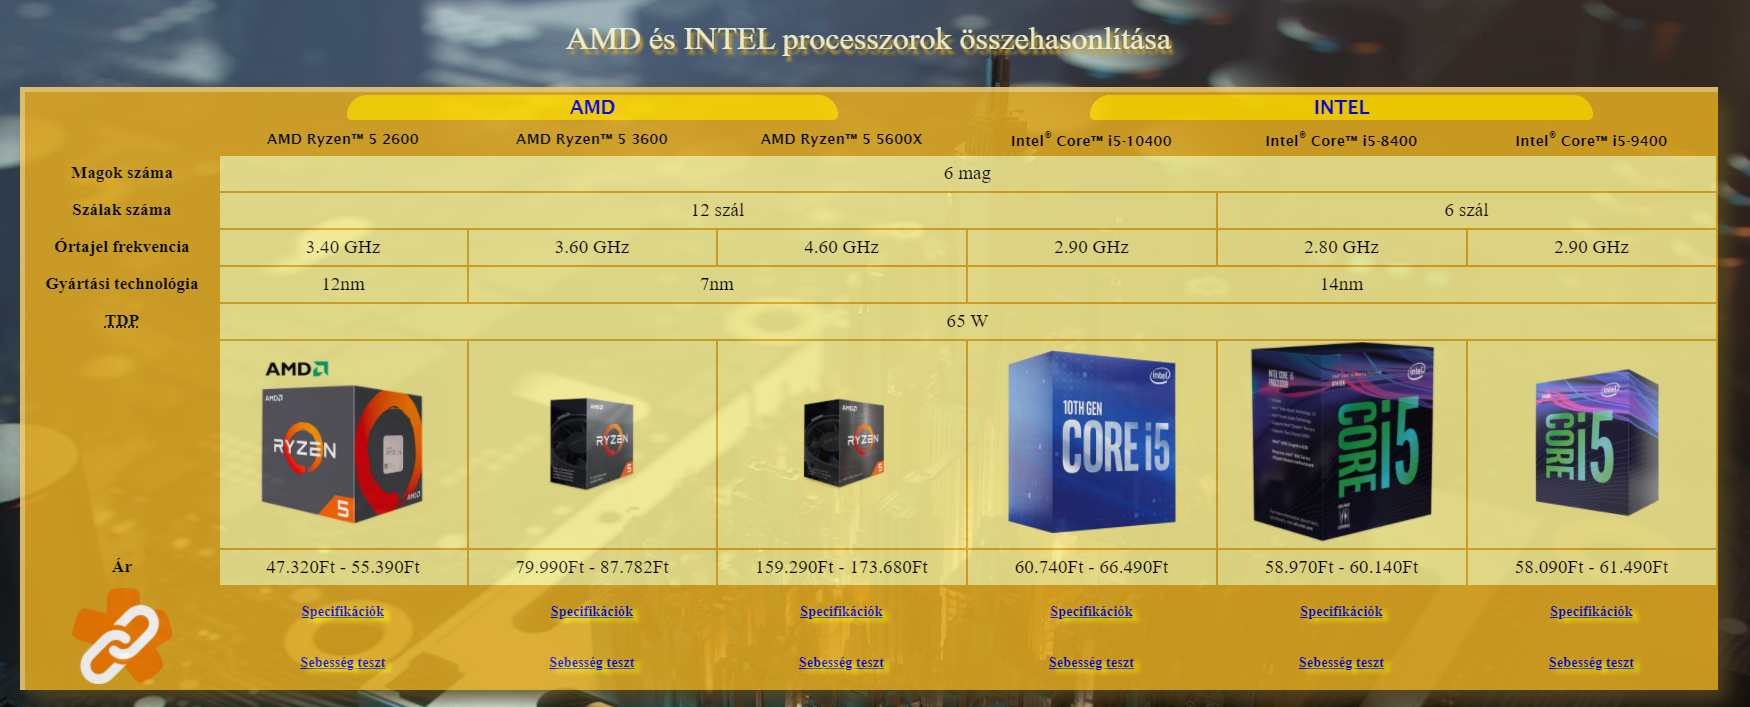 AMD és INTEL processzorok összehasonlítása
AMD INTEL
AMD Ryzen™ 5 2600 AMD Ryzen™ 5 3600 AMD Ryzen™ 5 5600X Intel® Core™ i5-10400 Intel® Core™ i5-8400 Intel® Core™ i5-9400
Magok száma 6 mag
Szálak száma 12 szál 6 szál
Órtajel frekvencia 3.40 GHz 3.60 GHz 4.60 GHz 2.90 GHz 2.80 GHz 2.90 GHz
Gyártási technológia 12nm 7nm 14nm
TDP 65 W
AMD
AMD
RYZEN
5
AMD
AMD
RYZEN
5
AMD
RYZEN
5
intel
10TH GEN
CORE i5
INTEL CORE i5
PROCESSOR
intel
CORE i5
intel
CORE i5
Ár 47.320Ft - 55.390Ft 79.990Ft - 87.782Ft 159.290Ft - 173.680Ft 60.740Ft - 66.490Ft 58.970Ft - 60.140Ft 58.090Ft - 61.490Ft
Specifikációk Specifikációk Specifikációk Specifikációk Specifikációk Specifikációk
Sebesség teszt Sebesség teszt Sebesség teszt Sebesség teszt Sebesség teszt Sebesség teszt